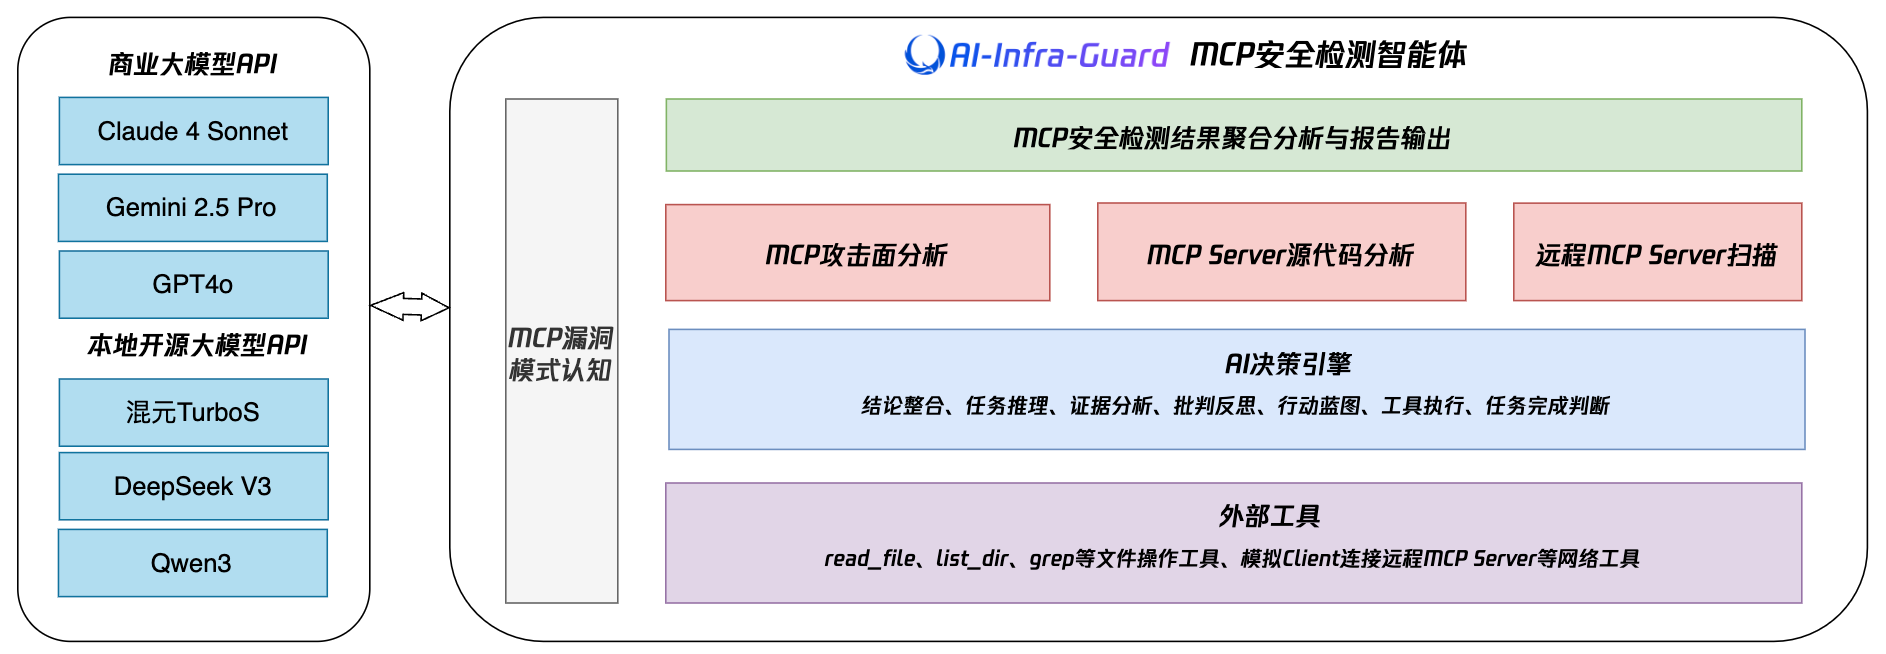 商业大模型API
Claude 4 Sonnet
Gemini 2.5 Pro
GPT4o
本地开源大模型API
混元TurboS
DeepSeek V3
Qwen3
AI-Infra-Guard MCP安全检测智能体
MCP漏洞
模式认知
MCP安全检测结果聚合分析与报告输出
MCP攻击面分析
MCP Server源代码分析
远程MCP Server扫描
AI决策引擎
结论整合、任务推理、证据分析、批判反思、行动蓝图、工具执行、任务完成判断
外部工具
read_file、list_dir、grep等文件操作工具、模拟Client连接远程MCP Server等网络工具